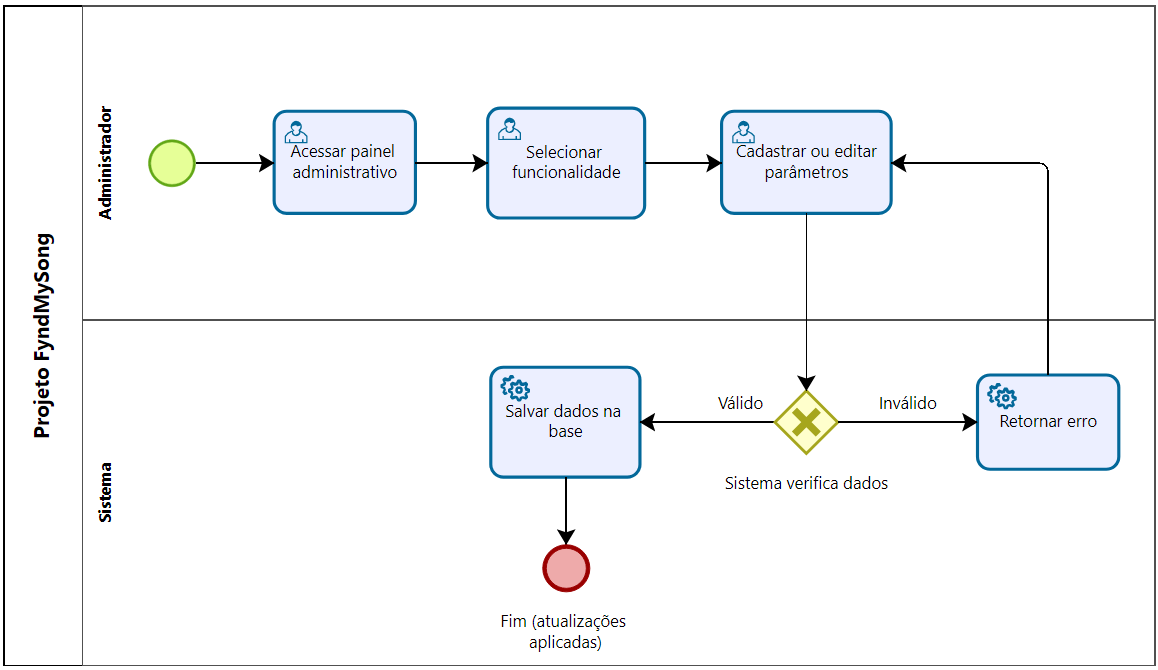 Projeto FyndMySong
Administrador
Acessar painel
administrativo
Selecionar
funcionalidade
Cadastrar ou editar
parâmetros
Sistema
Salvar dados na
base
Válido
Inválido
Retornar erro
Sistema verifica dados
Fim (atualizações
aplicadas)